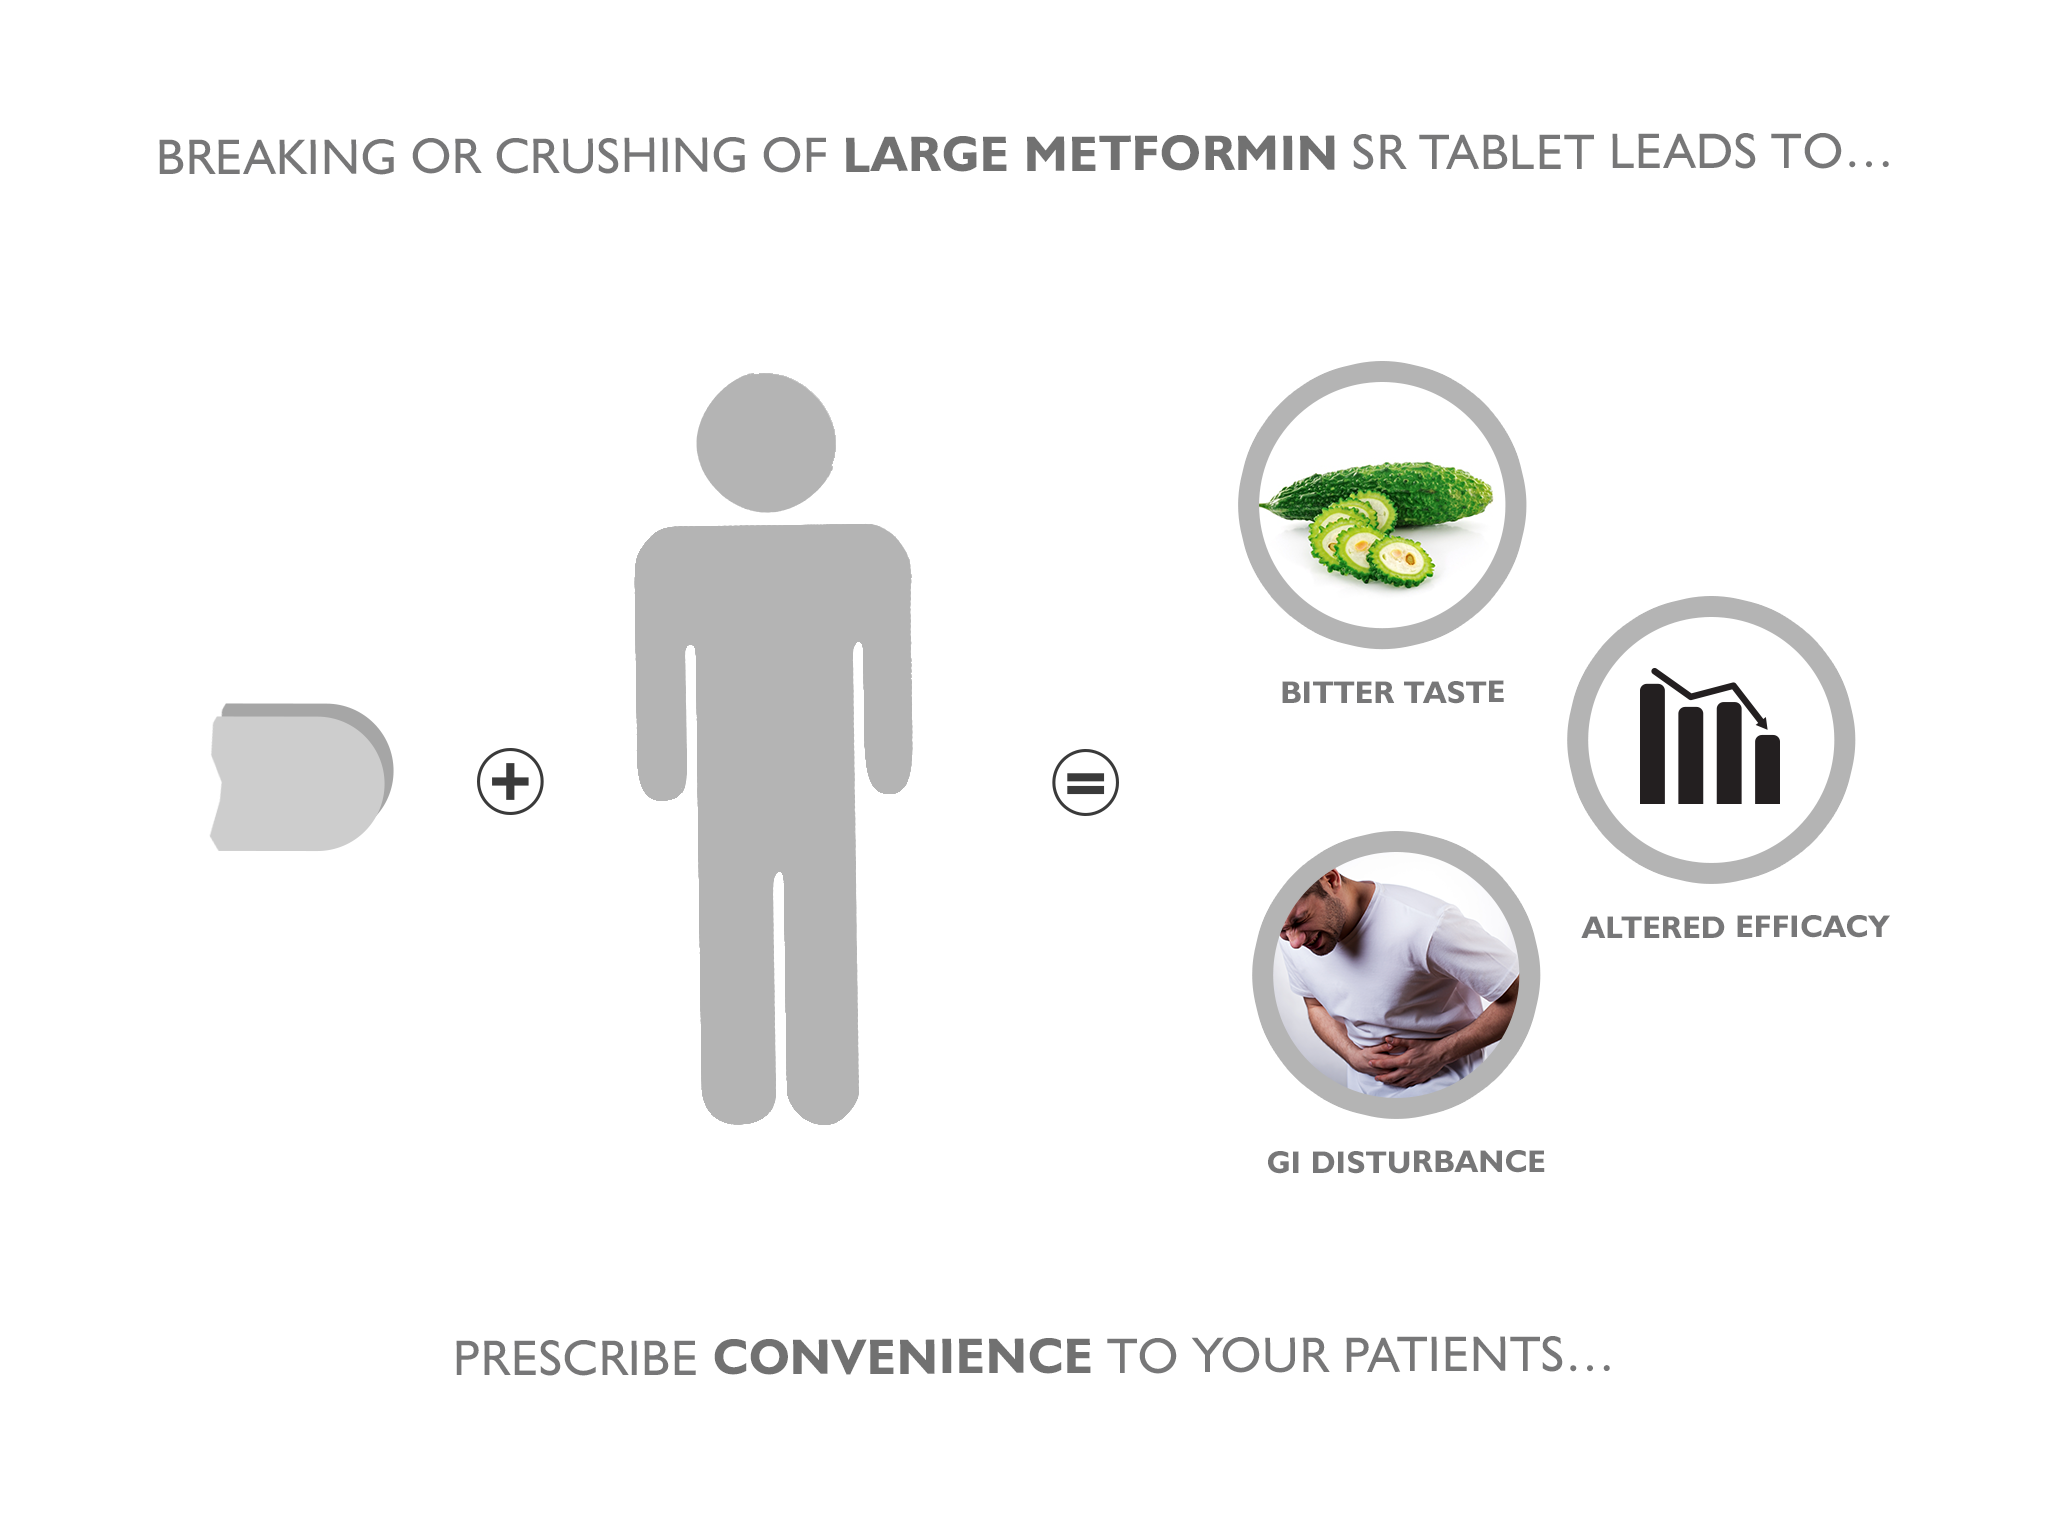 BREAKING OR CRUSHING OF LARGE METFORMIN SR TABLET LEADS TO...
BITTER TASTE
ALTERED EFFICACY
GI DISTURBANCE
PRESCRIBE CONVENIENCE TO YOUR PATIENTS...